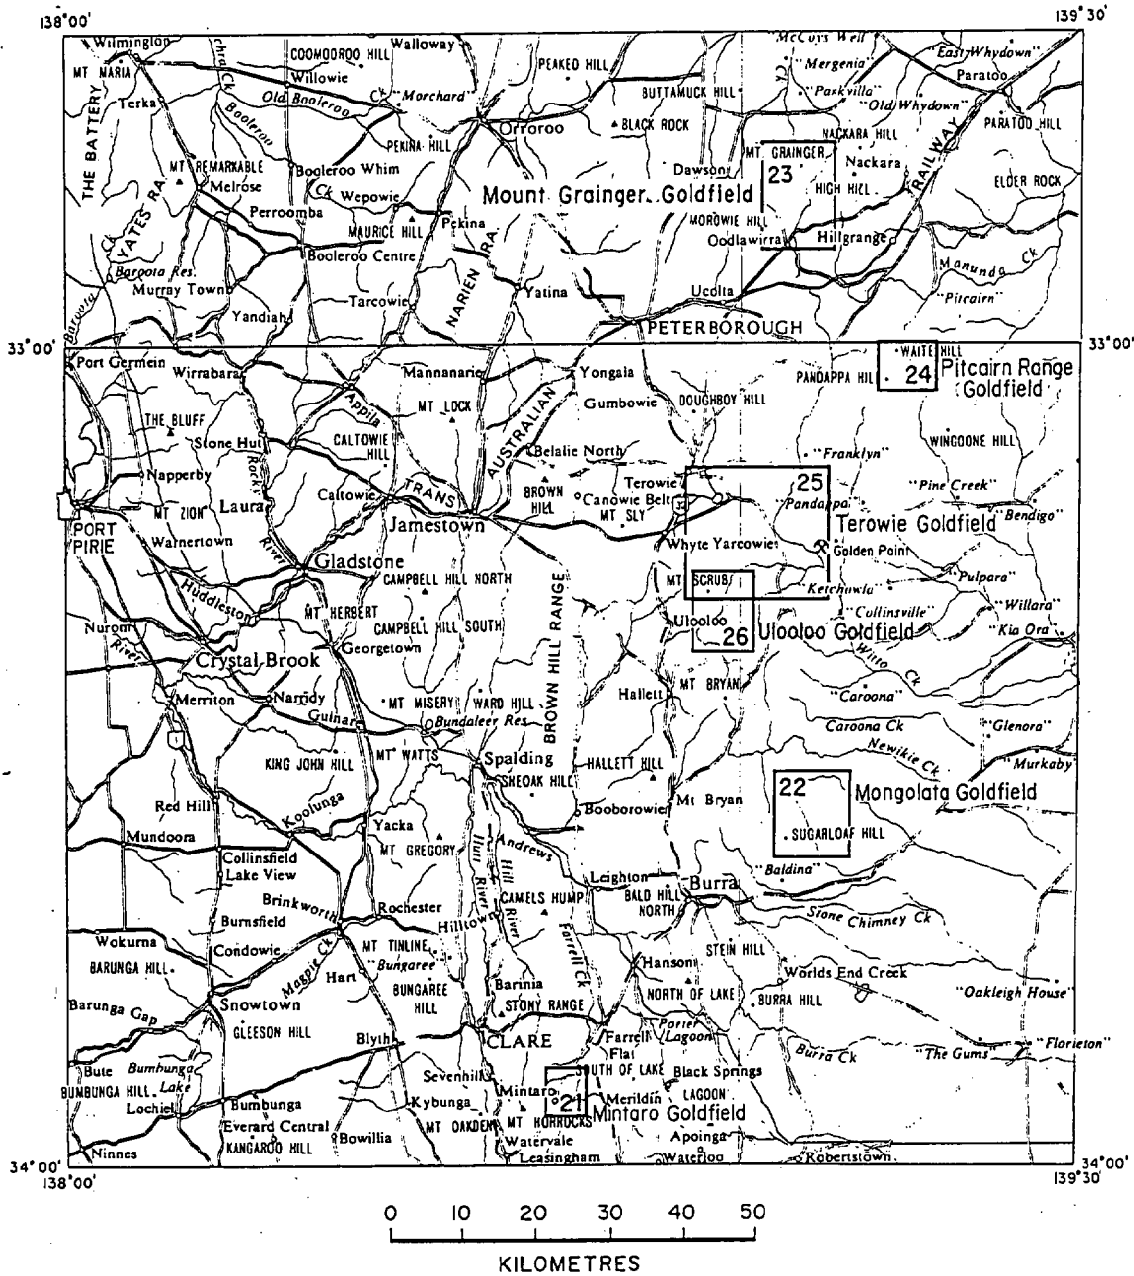 138°00'
139°30'
Wilmington
Walloway
McCoys Well
"East Whydown"
COOMOOROO HILL
MT MARIA
PEAKED HILL
"Mergenia"
Willowie
Paratoo
Terka
Old Booleroo
Ck
"Morchard"
BUTTAMUCK HILL
"Parkvilla"
"Old Whydown"
Booleroo
THE BATTERY
Orroroo
BLACK ROCK
PARATOO HILL
NACKARA HILL
PEKINA HILL
MT GRAINGER
MT REMARKABLE
Booleroo Whim
Dawson
23
Nackara
RAILWAY
Melrose
Ck
Wepowie
Mount Grainger Goldfield
HIGH HILL
ELDER ROCK
YATES RA.
Perroomba
MAURICE HILL
Pekina
MOROWIE HILL
Oodlawirra
Hillgrange
Booleroo Centre
Baroota Res.
Manunda Ck
Murray Town
Tarcowie
NARIEN RA.
Yatina
Ucolta
"Pitcairn"
Baroota
Yandiah
PETERBOROUGH
33°00'
33°00'
Port Germein
Wirrabara
Mannanarie
Yongala
WAITE HILL
PANDAPPA HILL
24
Pitcairn Range
Goldfield
Appila
MT LOCK
Gumbowie
DOUGHBOY HILL
THE BLUFF
AUSTRALIAN
Stone Hut
CALTOWIE
HILL
WINGOONE HILL
Belalie North
"Franklyn"
Napperby
Rocky
TRANS
Terowie
25
"Pine Creek"
Caltowie
BROWN
HILL
Canowie Belt
MT SLY
"Pandappa"
"Bendigo"
MT ZION
Laura
Jamestown
Terowie Goldfield
PORT
PIRIE
Warnertown
River
Whyte Yarcowie
Golden Point
Gladstone
"Pulpara"
CAMPBELL HILL NORTH
MT SCRUB
Ketchowla"
Huddleston
MT HERBERT
"Collinsville"
"Willara"
Nurom
CAMPBELL HILL SOUTH
Ulooloo
26
Ulooloo Goldfield
"Kia Ora"
River
Georgetown
BROWN HILL RANGE
Crystal Brook
Witto Ck
Hallett
MT BRYAN
Merriton
Narridy
MT MISERY
WARD HILL
"Caroona"
Gulnare
Bundaleer Res.
Caroona Ck
"Glenora"
Newikie Ck
KING JOHN HILL
MT WATTS
Spalding
HALLETT HILL
"Murkaby"
SHEOAK HILL
22
Mongolata Goldfield
Red Hill
Koolunga
Booborowie
Mt Bryan
Yacka
Mundoora
SUGARLOAF HILL
MT GREGORY
Andrews
Collinsfield
Lake View
Hutt
River
Hill
River
"Baldina"
Leighton
Burra
Brinkworth
Rochester
CAMELS HUMP
BALD HILL
NORTH
Burnsfield
Hilltown
Stone Chimney Ck
Wokurna
Condowie
Magpie Ck
MT TINLINE
Farrell Ck
STEIN HILL
BARUNGA HILL
"Bungaree"
Hanson
Hart
Worlds End Creek
Barinia
Snowtown
BUNGAREE
HILL
NORTH OF LAKE
"Oakleigh House"
STONY RANGE
BURRA HILL
Barunga Gap
GLEESON HILL
CLARE
Porter
Lagoon
Blyth
Farrell
Flat
Burra Ck
"The Gums"
"Florieton"
Bute
Bumbunga
Lake
SOUTH OF LAKE
Black Springs
Sevenhill
BUMBUNGA HILL
Mintaro
21
Merildin
LAGOON
Lochiel
Bumbunga
Kybunga
Mintaro Goldfield
Everard Central
MT OAKDEN
MT HORROCKS
KANGAROO HILL
Bowillia
Watervale
Apoinga
Ninnes
Leasingham
Waterloo
Robertstown
34°00'
34°00'
138°00'
139°30'
0 10 20 30 40 50
KILOMETRES